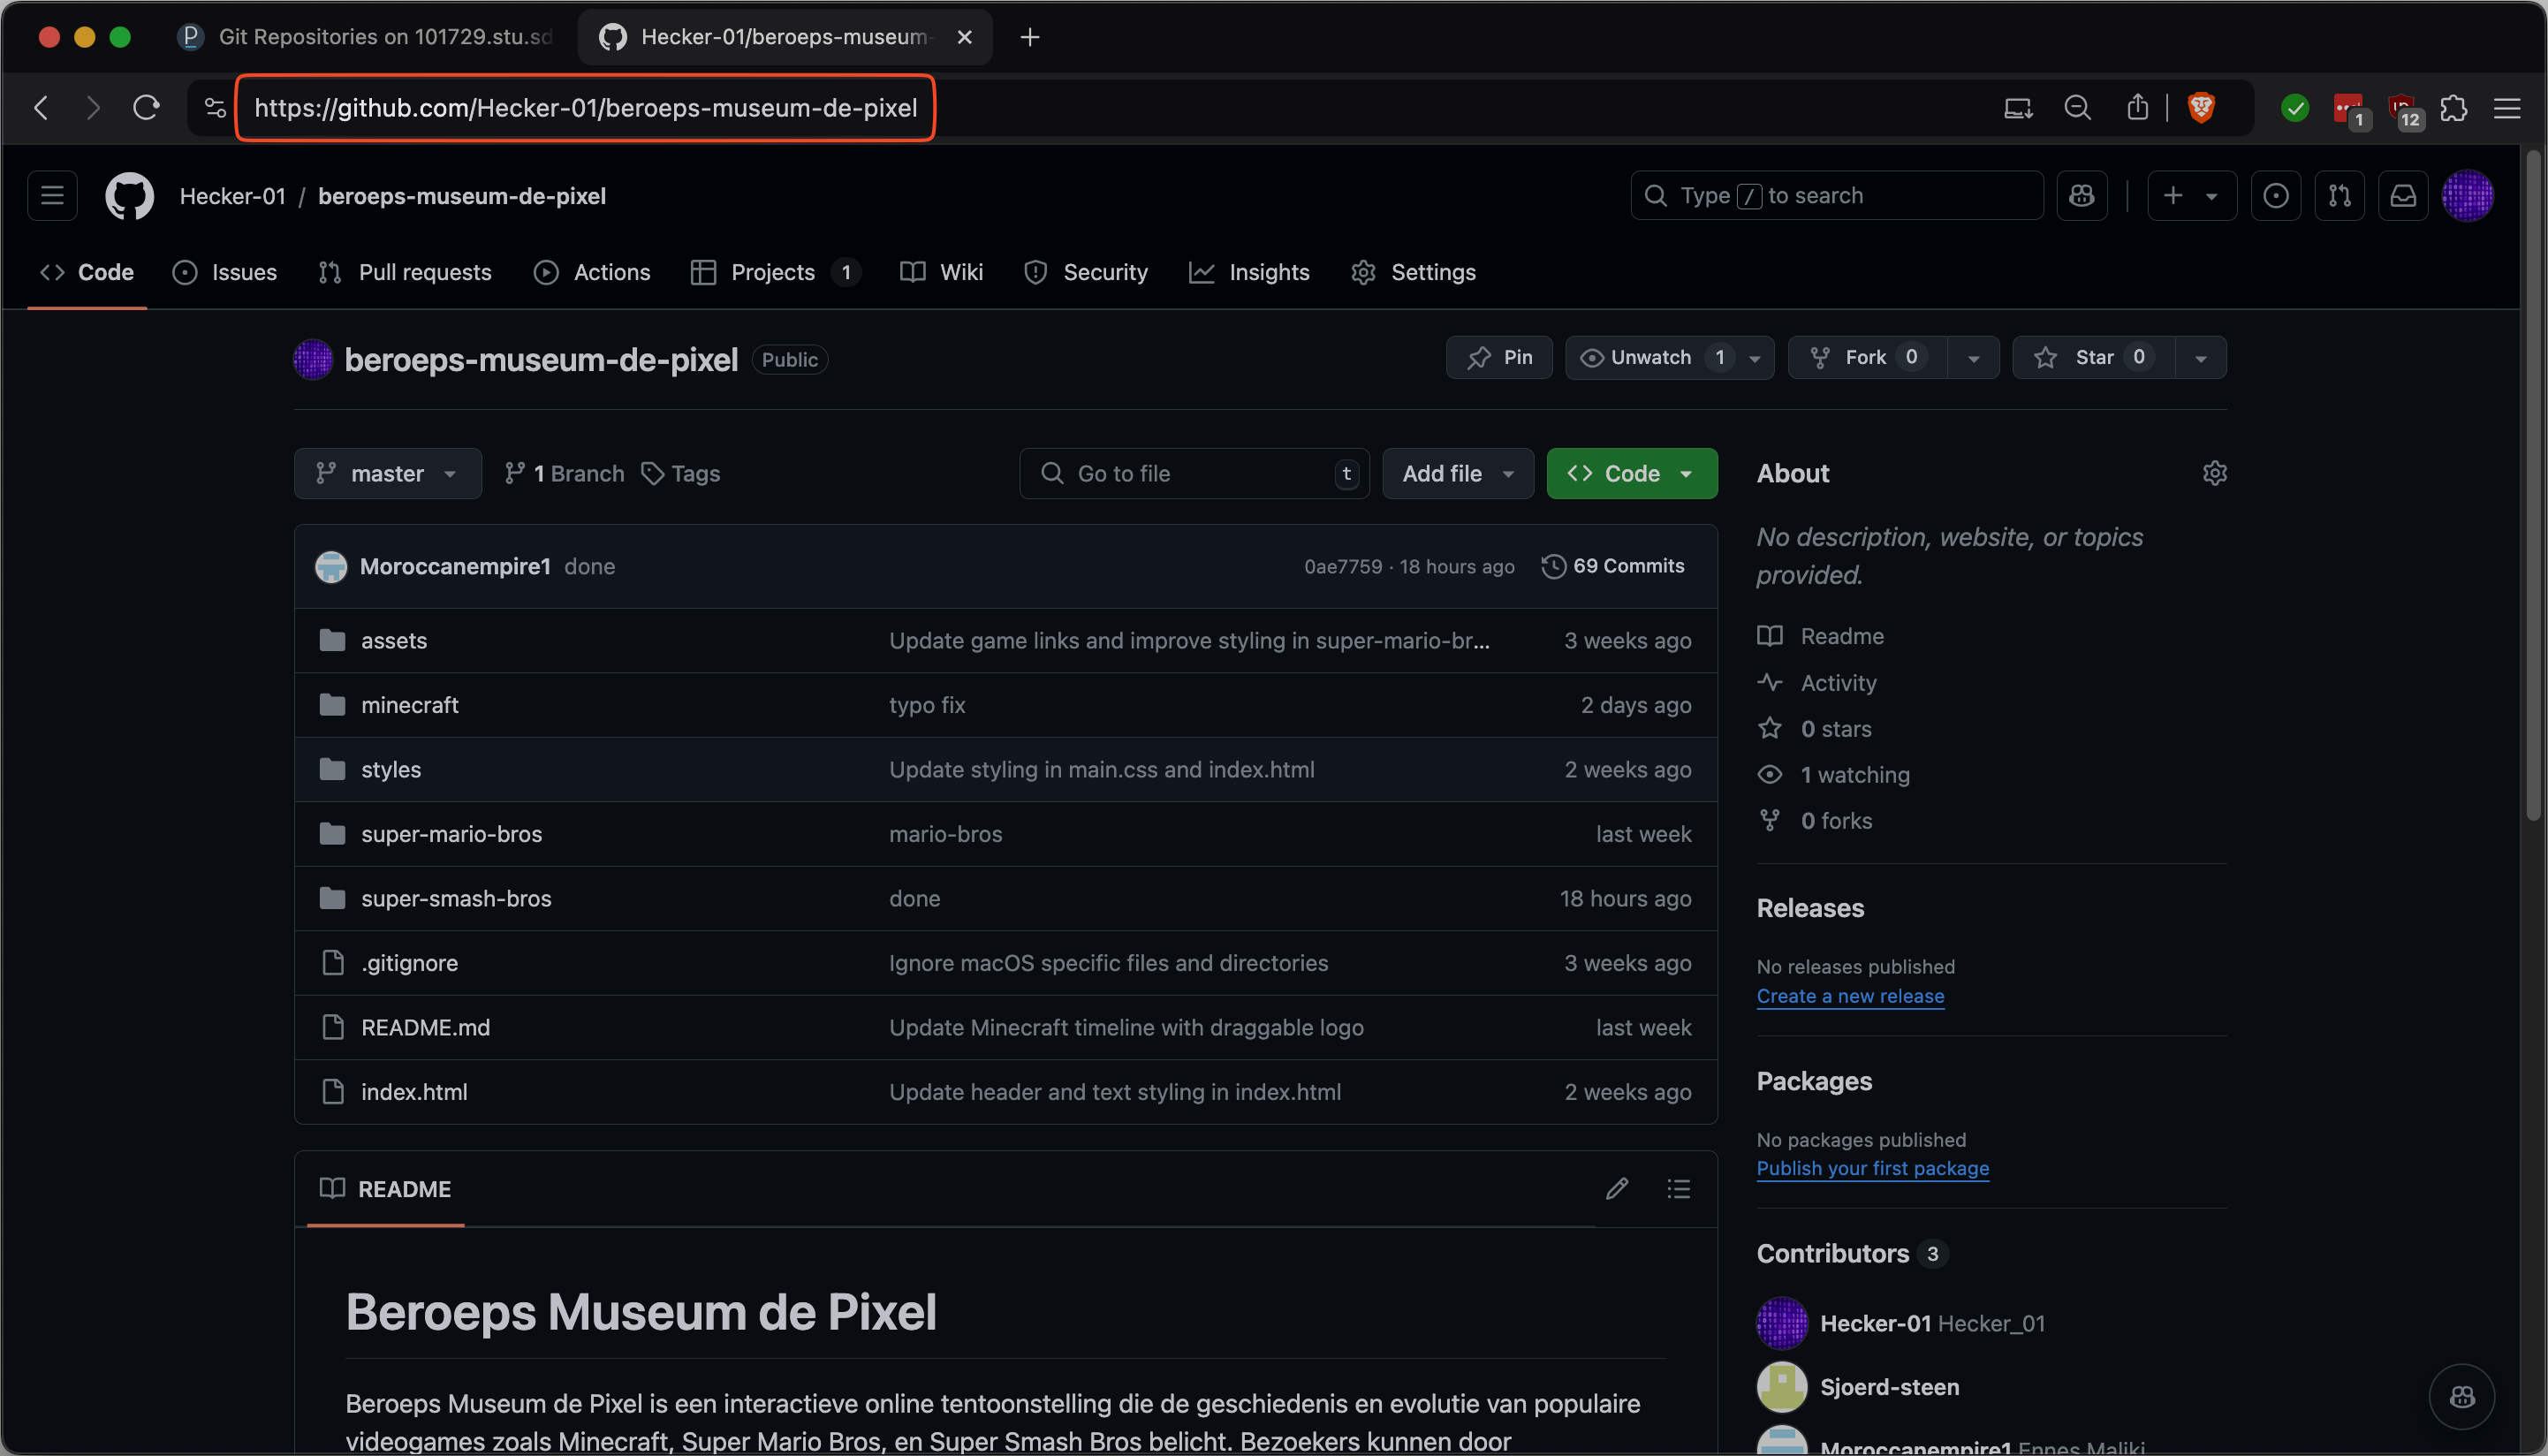 Git Repositories on 101729.stu.sd
Hecker-01/beroeps-museum-
https://github.com/Hecker-01/beroeps-museum-de-pixel
1
12
Hecker-01 / beroeps-museum-de-pixel
Type / to search
Code
Issues
Pull requests
Actions
Projects 1
Wiki
Security
Insights
Settings
beroeps-museum-de-pixel Public
Pin
Unwatch 1
Fork 0
Star 0
master
1 Branch
Tags
Go to file t
Add file
Code
Moroccanempire1 done 0ae7759 · 18 hours ago 69 Commits
assets Update game links and improve styling in super-mario-br... 3 weeks ago
minecraft typo fix 2 days ago
styles Update styling in main.css and index.html 2 weeks ago
super-mario-bros mario-bros last week
super-smash-bros done 18 hours ago
.gitignore Ignore macOS specific files and directories 3 weeks ago
README.md Update Minecraft timeline with draggable logo last week
index.html Update header and text styling in index.html 2 weeks ago
README
Beroeps Museum de Pixel
Beroeps Museum de Pixel is een interactieve online tentoonstelling die de geschiedenis en evolutie van populaire
videogames zoals Minecraft, Super Mario Bros, en Super Smash Bros belicht. Bezoekers kunnen door
About
No description, website, or topics
provided.
Readme
Activity
0 stars
1 watching
0 forks
Releases
No releases published
Create a new release
Packages
No packages published
Publish your first package
Contributors 3
Hecker-01 Hecker_01
Sjoerd-steen
Moroccanempire1 Ennes Maliki